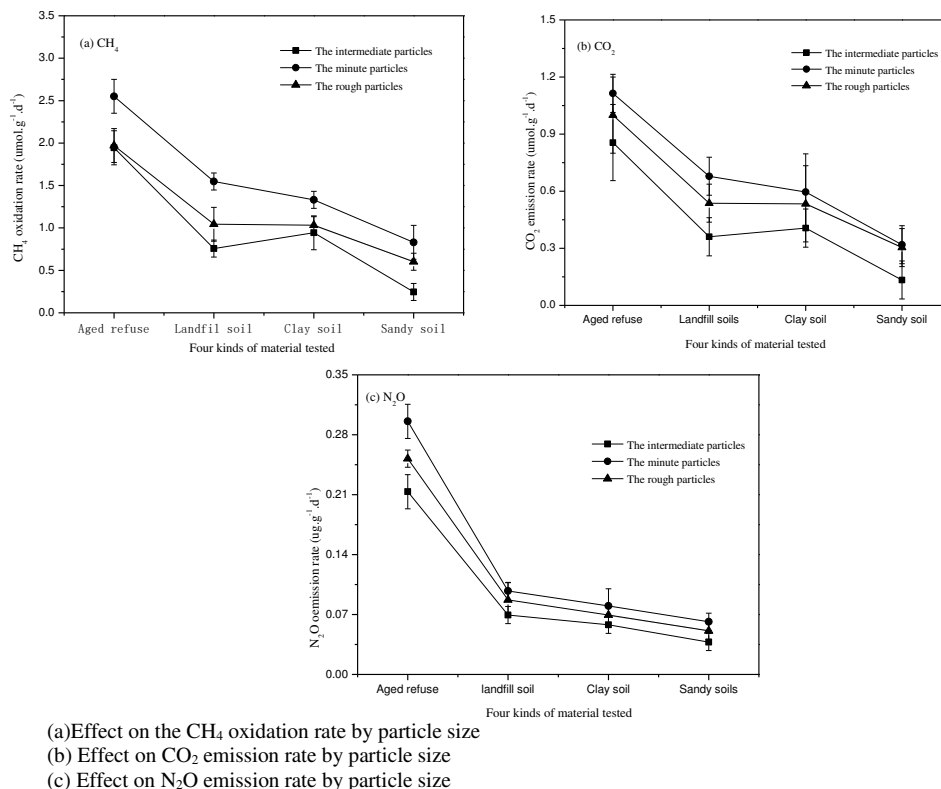 (a) CH₄
The intermediate particles
The minute particles
The rough particles
3.5
3.0
2.5
2.0
1.5
1.0
0.5
0.0
CH₄ oxidation rate (umol.g⁻¹.d⁻¹)
Aged refuse Landfil soil Clay soil Sandy soil
Four kinds of material tested
(b) CO₂
The intermediate particles
The minute particles
The rough particles
1.5
1.2
0.9
0.6
0.3
0.0
CO₂ emission rate (umol.g⁻¹.d⁻¹)
Aged refuse Landfill soils Clay soil Sandy soil
Four kinds of material tested
(c) N₂O
The intermediate particles
The minute particles
The rough particles
0.35
0.28
0.21
0.14
0.07
0.00
N₂O oemission rate (ug.g⁻¹.d⁻¹)
Aged refuse landfill soil Clay soil Sandy soils
Four kinds of material tested
(a)Effect on the CH₄ oxidation rate by particle size
(b) Effect on CO₂ emission rate by particle size
(c) Effect on N₂O emission rate by particle size